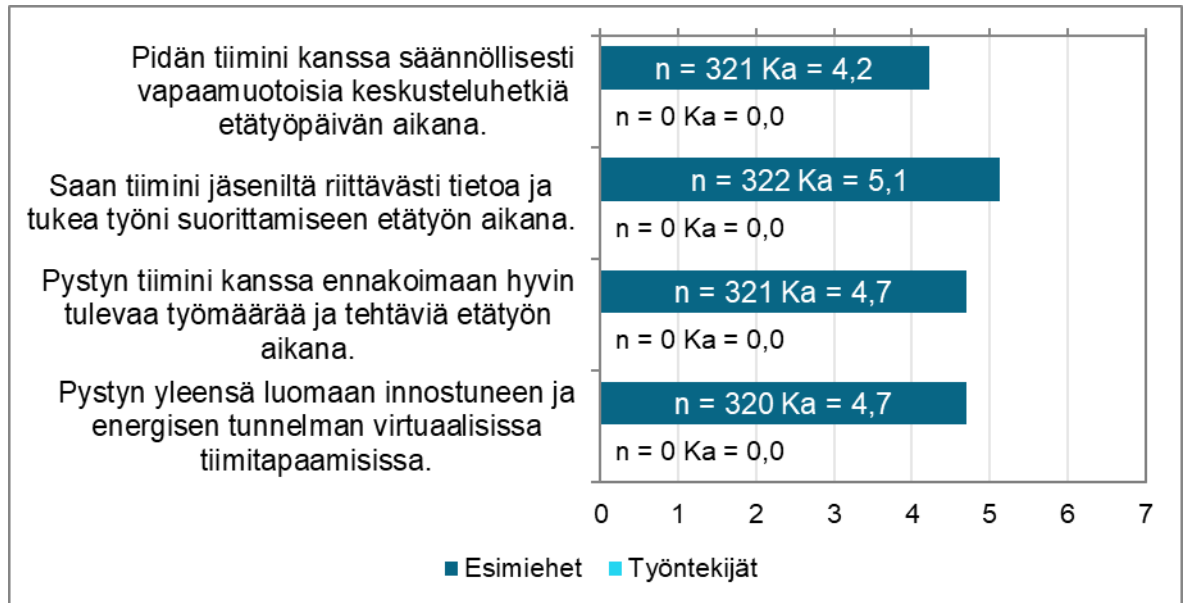 Pidän tiimini kanssa säännöllisesti
vapaamuotoisia keskusteluhetkiä
etätyöpäivän aikana.
n = 321 Ka = 4,2
n = 0 Ka = 0,0
Saan tiimini jäseniltä riittävästi tietoa ja
tukea työni suorittamiseen etätyön aikana.
n = 322 Ka = 5,1
n = 0 Ka = 0,0
Pystyn tiimini kanssa ennakoimaan hyvin
tulevaa työmäärää ja tehtäviä etätyön
aikana.
n = 321 Ka = 4,7
n = 0 Ka = 0,0
Pystyn yleensä luomaan innostuneen ja
energisen tunnelman virtuaalisissa
tiimitapaamisissa.
n = 320 Ka = 4,7
n = 0 Ka = 0,0
0 1 2 3 4 5 6 7
Esimiehet Työntekijät